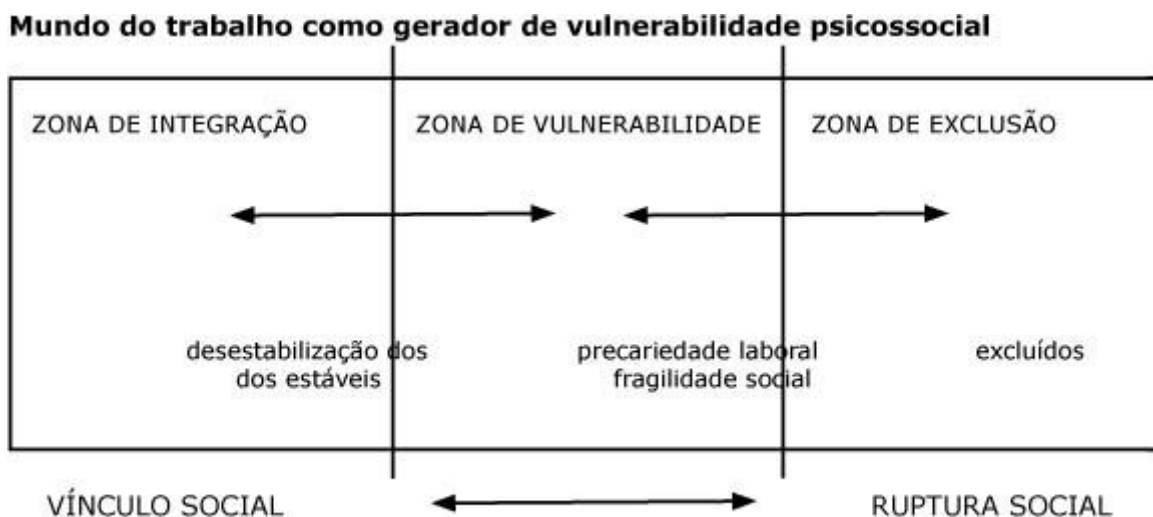 Mundo do trabalho como gerador de vulnerabilidade psicossocial
ZONA DE INTEGRAÇÃO
ZONA DE VULNERABILIDADE
ZONA DE EXCLUSÃO
desestabilização dos
dos estáveis
precariedade laboral
fragilidade social
excluídos
VÍNCULO SOCIAL
RUPTURA SOCIAL